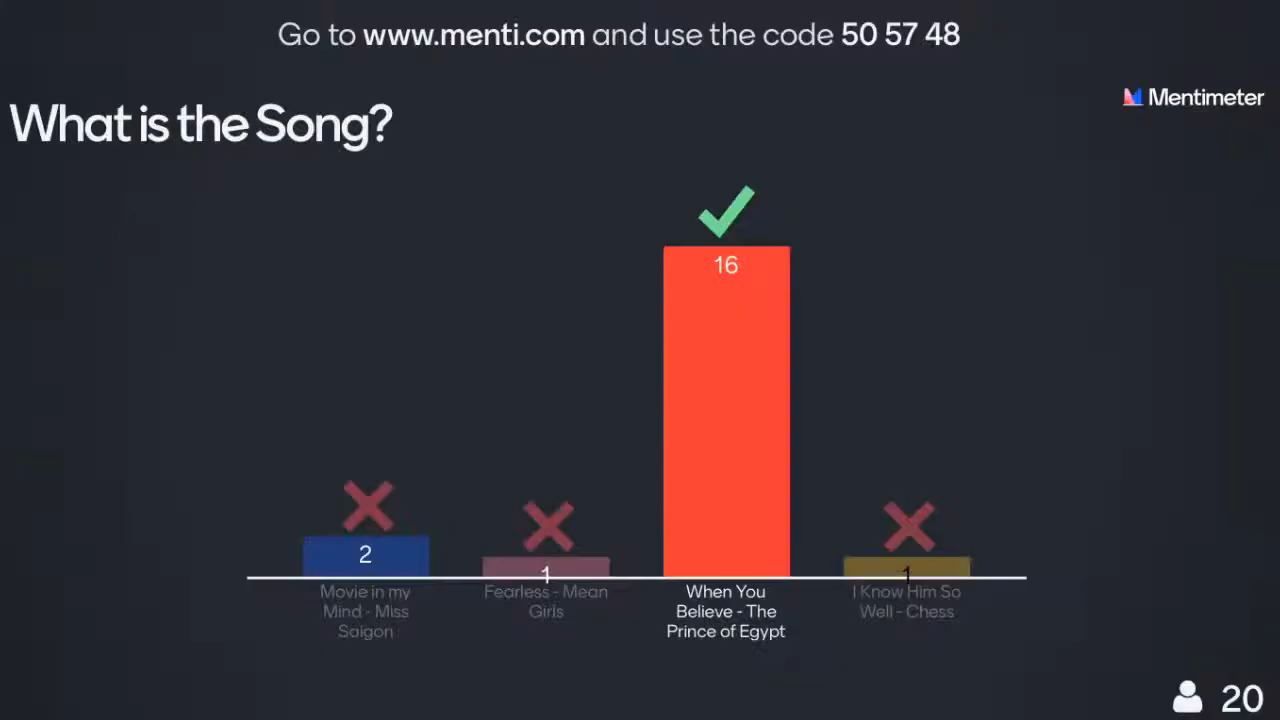 Go to www.menti.com and use the code 50 57 48
Mentimeter
What is the Song?
16
2
1
1
Movie in my
Mind - Miss
Saigon
Fearless - Mean
Girls
When You
Believe - The
Prince of Egypt
I Know Him So
Well - Chess
20